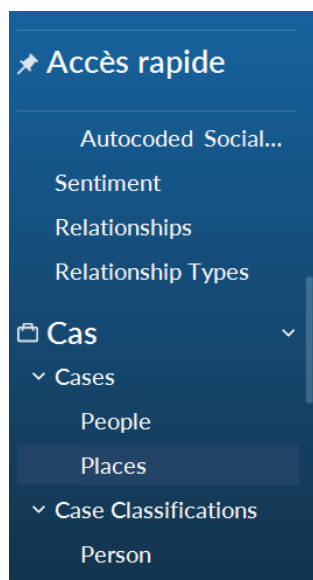 Accès rapide
Autocoded Social...
Sentiment
Relationships
Relationship Types
Cas
Cases
People
Places
Case Classifications
Person